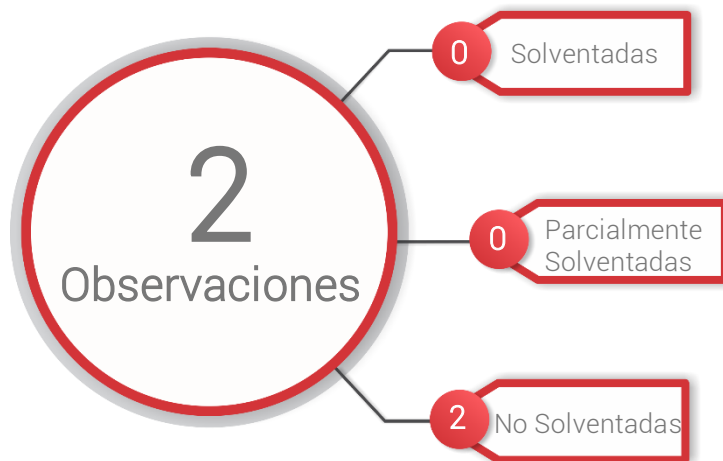 2
Observaciones
0
Solventadas
0
Parcialmente
Solventadas
2
No Solventadas